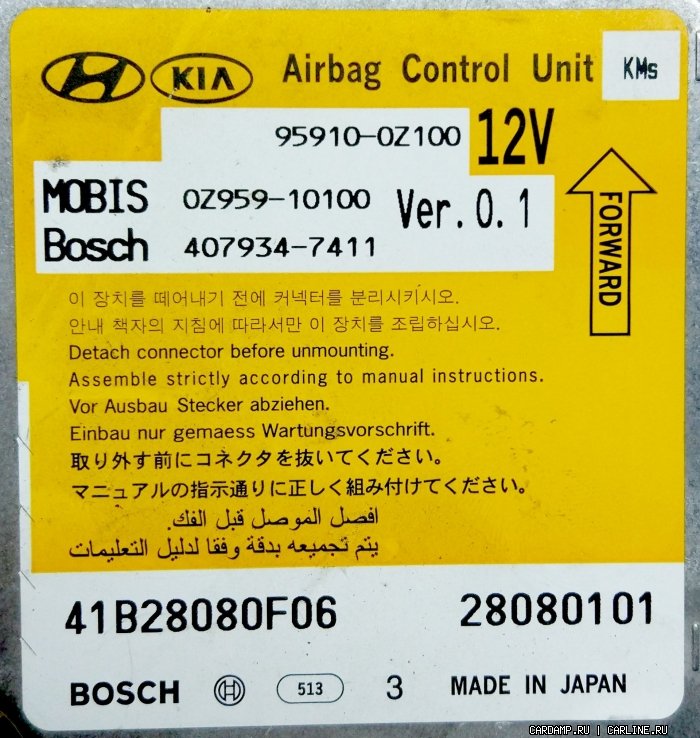 KIA Airbag Control Unit KMs
95910-0Z100 12V
MOBIS 0Z959-10100 Ver.0.1
Bosch 407934-7411
FORWARD
이 장치를 떼어내기 전에 커넥터를 분리시키시오.
안내 책자의 지침에 따라서만 이 장치를 조립하십시오.
Detach connector before unmounting.
Assemble strictly according to manual instructions.
Vor Ausbau Stecker abziehen.
Einbau nur gemaess Wartungsvorschrift.
取り外す前にコネクタを抜いてください。
マニュアルの指示通りに正しく組み付けてください。
افصل الموصل قبل الفك.
يتم تجميعه بدقة وفقا لدليل التعليمات
41B28080F06 28080101
BOSCH 513 3 MADE IN JAPAN
CARDAMP.RU | CARLINE.RU